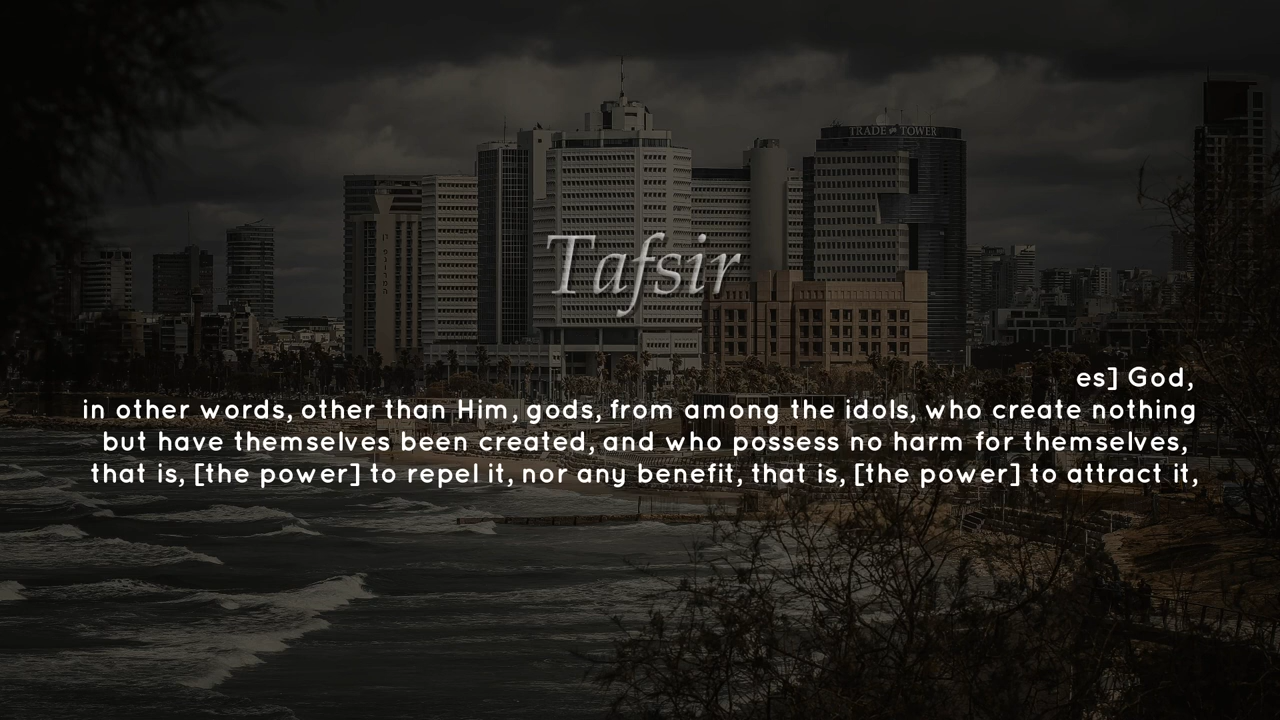 TRADE TOWER
Tafsir
es] God,
in other words, other than Him, gods, from among the idols, who create nothing
but have themselves been created, and who possess no harm for themselves,
that is, [the power] to repel it, nor any benefit, that is, [the power] to attract it,